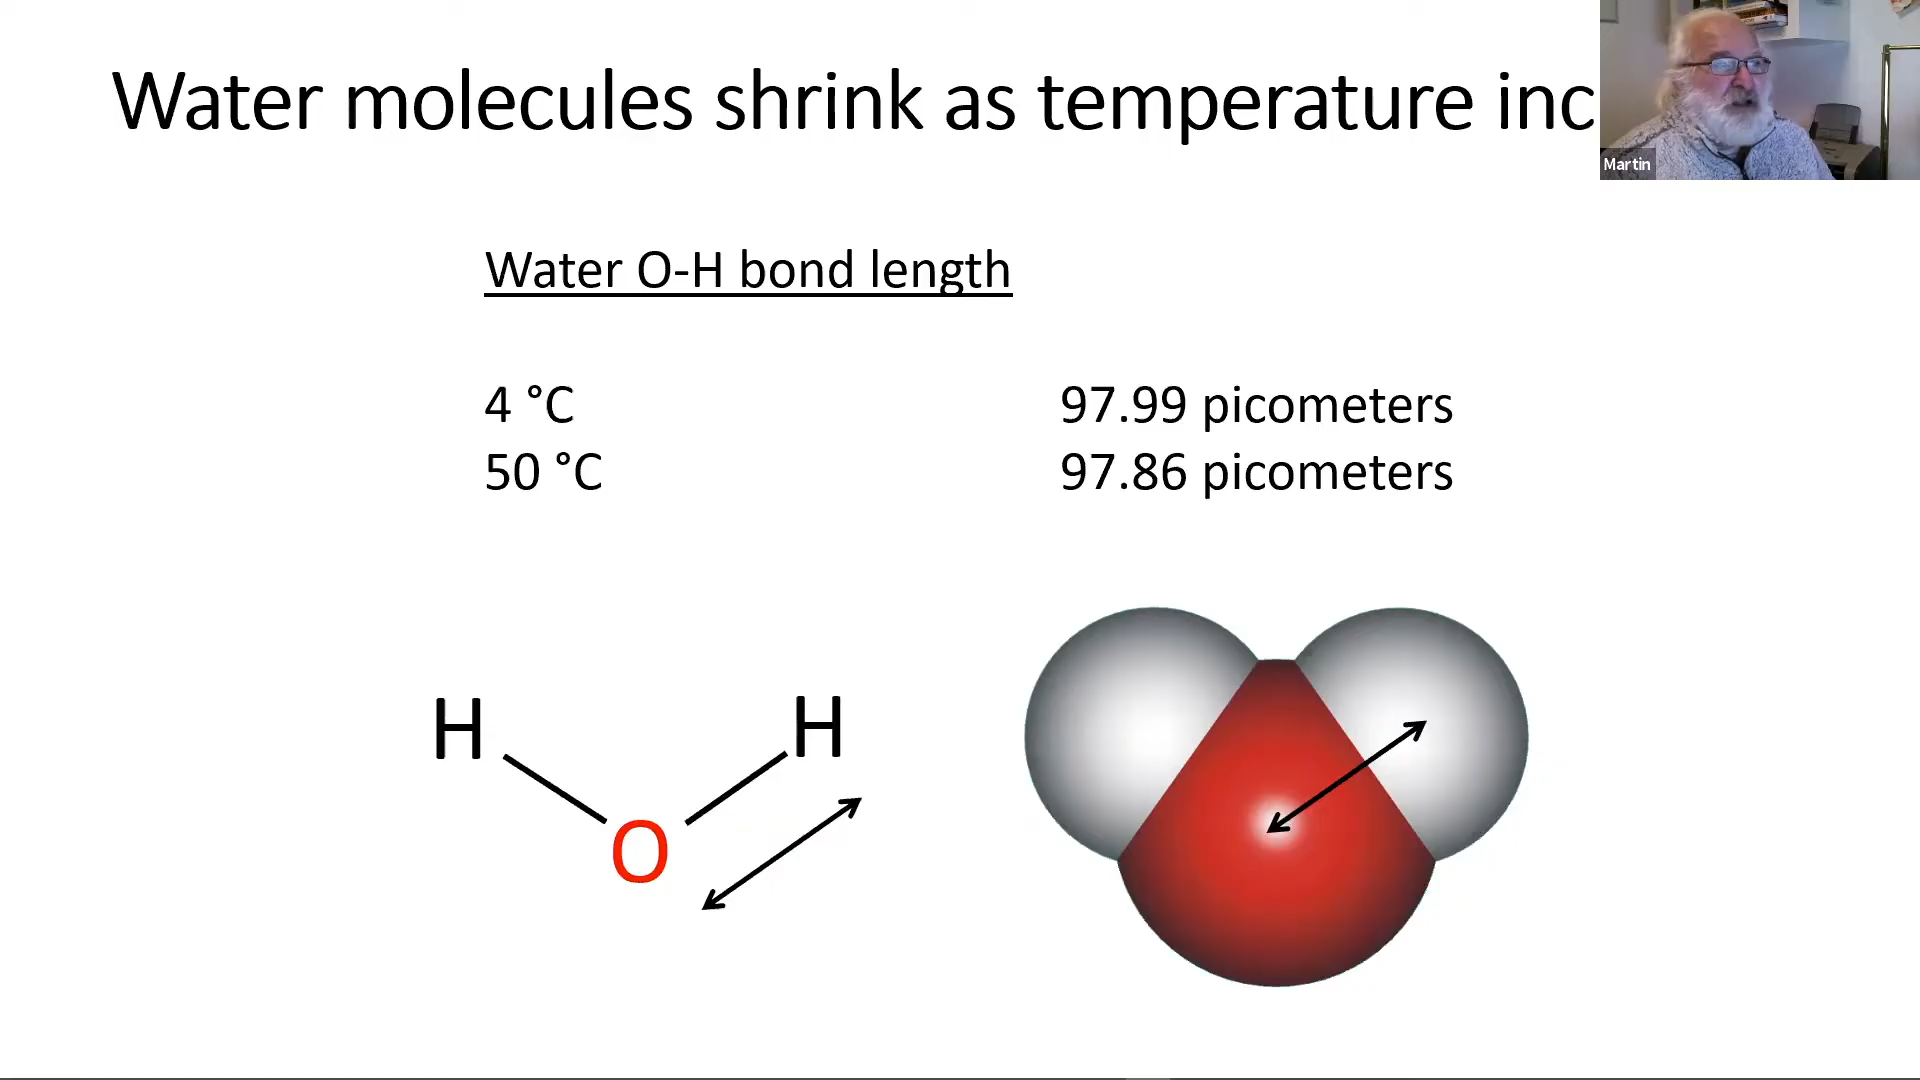 Water molecules shrink as temperature inc
Martin
Water O-H bond length
4 °C 97.99 picometers
50 °C 97.86 picometers
H H
O